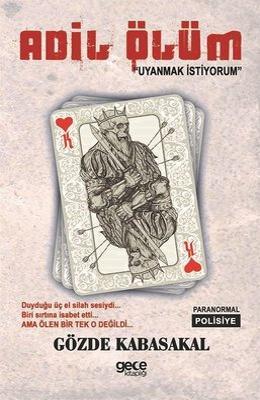 ADİL ÖLÜM
"UYANMAK İSTİYORUM"
K
K
Duyduğu üç el silah sesiydi...
Biri sırtına isabet etti...
AMA ÖLEN BİR TEK O DEĞİLDİ...
PARANORMAL
POLİSİYE
GÖZDE KABASAKAL
gece
kitaplığı